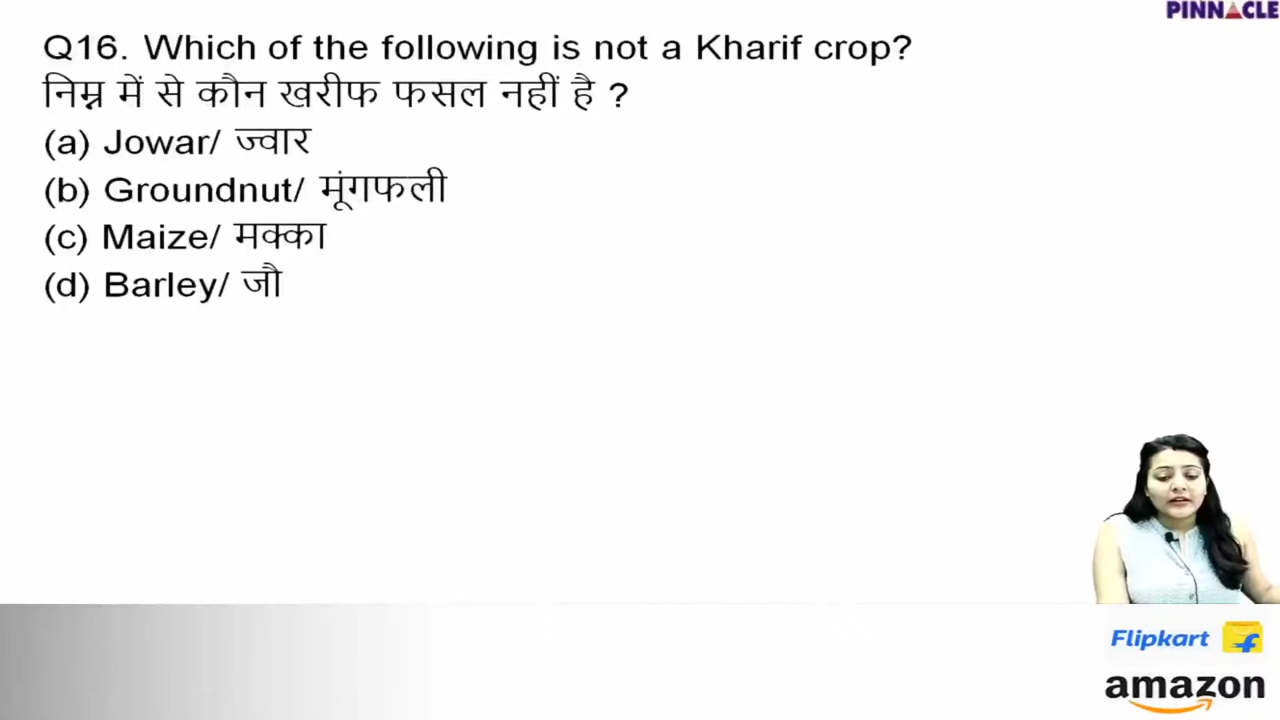 PINNACLE
Q16. Which of the following is not a Kharif crop?
निम्न में से कौन खरीफ फसल नहीं है ?
(a) Jowar/ ज्वार
(b) Groundnut/ मूंगफली
(c) Maize/ मक्का
(d) Barley/ जौ
Flipkart
amazon